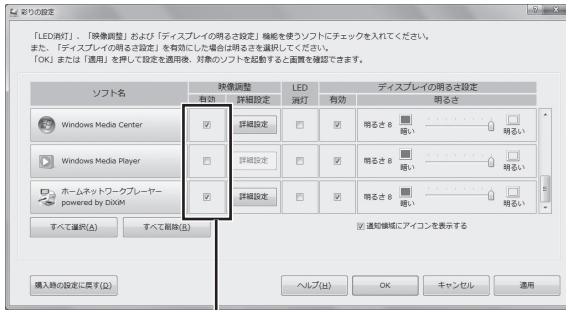 彩りの設定
「LED消灯」、「映像調整」および「ディスプレイの明るさ設定」機能を使うソフトにチェックを入れてください。
また、「ディスプレイの明るさ設定」を有効にした場合は明るさを選択してください。
「OK」または「適用」を押して設定を適用後、対象のソフトを起動すると画質を確認できます。
ソフト名 映像調整 LED ディスプレイの明るさ設定
有効 詳細設定 消灯 有効 明るさ
Windows Media Center 詳細設定 明るさ 8 暗い 明るい
Windows Media Player 詳細設定 明るさ 8 暗い 明るい
ホームネットワークプレーヤー
powered by DiXiM 詳細設定 明るさ 8 暗い 明るい
すべて選択(A) すべて削除(R) 通知領域にアイコンを表示する
購入時の設定に戻す(D) ヘルプ(H) OK キャンセル 適用